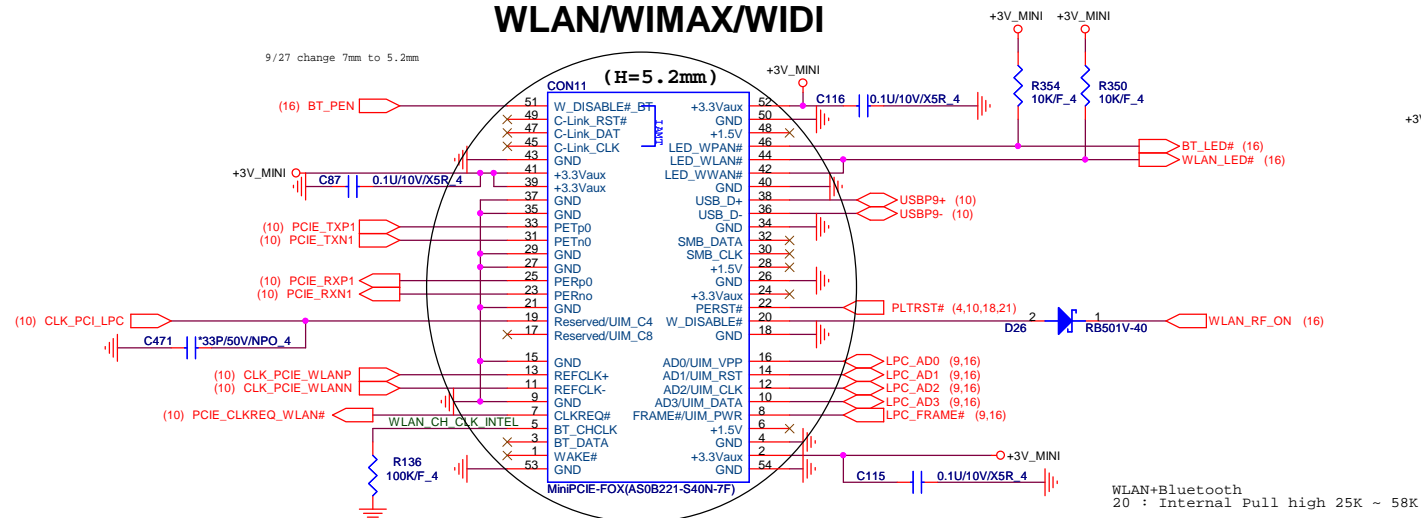 WLAN/WIMAX/WIDI
9/27 change 7mm to 5.2mm
(H=5.2mm)
CON11
+3V_MINI
+3V_MINI
+3V_MINI
R354
10K/F_4
R350
10K/F_4
C116
0.1U/10V/X5R_4
(16) BT_PEN
51 W_DISABLE#_BT
49 C-Link_RST#
47 C-Link_DAT
45 C-Link_CLK
43 GND
41 +3.3Vaux
39 +3.3Vaux
37 GND
35 GND
33 PETp0
31 PETn0
29 GND
27 GND
25 PERp0
23 PERno
21 GND
19 Reserved/UIM_C4
17 Reserved/UIM_C8
15 GND
13 REFCLK+
11 REFCLK-
9 GND
7 CLKREQ#
5 BT_CHCLK
3 BT_DATA
1 WAKE#
53 GND
+3.3Vaux 52
GND 50
+1.5V 48
LED_WPAN# 46
LED_WLAN# 44
LED_WWAN# 42
GND 40
USB_D+ 38
USB_D- 36
GND 34
SMB_DATA 32
SMB_CLK 30
+1.5V 28
GND 26
+3.3Vaux 24
PERST# 22
W_DISABLE# 20
GND 18
AD0/UIM_VPP 16
AD1/UIM_RST 14
AD2/UIM_CLK 12
AD3/UIM_DATA 10
FRAME#/UIM_PWR 8
+1.5V 6
GND 4
+3.3Vaux 2
GND 54
MiniPCIE-FOX(AS0B221-S40N-7F)
+3V_MINI
C87
0.1U/10V/X5R_4
(10) PCIE_TXP1
(10) PCIE_TXN1
(10) PCIE_RXP1
(10) PCIE_RXN1
(10) CLK_PCI_LPC
C471
*33P/50V/NPO_4
(10) CLK_PCIE_WLANP
(10) CLK_PCIE_WLANN
(10) PCIE_CLKREQ_WLAN#
WLAN_CH_CLK_INTEL
R136
100K/F_4
BT_LED# (16)
WLAN_LED# (16)
USBP9+ (10)
USBP9- (10)
PLTRST# (4,10,18,21)
D26
2
1
RB501V-40
WLAN_RF_ON (16)
LPC_AD0 (9,16)
LPC_AD1 (9,16)
LPC_AD2 (9,16)
LPC_AD3 (9,16)
LPC_FRAME# (9,16)
+3V_MINI
C115
0.1U/10V/X5R_4
WLAN+Bluetooth
20 : Internal Pull high 25K ~ 58K